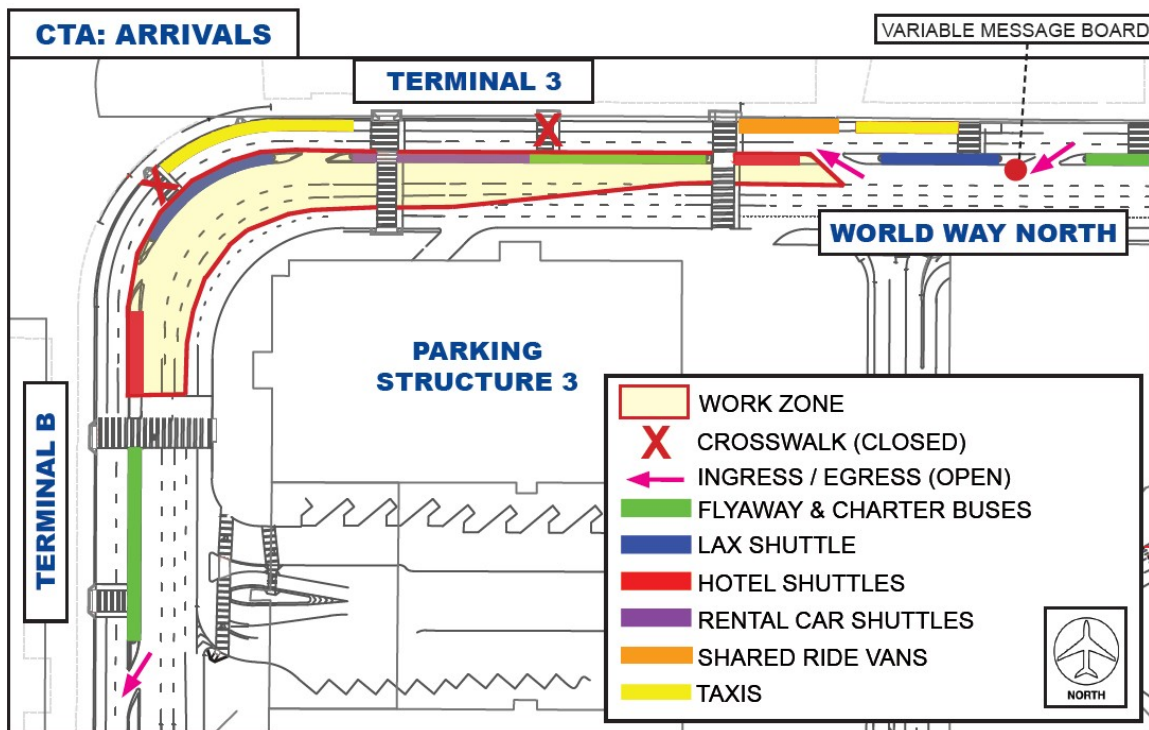 CTA: ARRIVALS
VARIABLE MESSAGE BOARD
TERMINAL 3
WORLD WAY NORTH
PARKING
STRUCTURE 3
TERMINAL B
WORK ZONE
X CROSSWALK (CLOSED)
INGRESS / EGRESS (OPEN)
FLYAWAY & CHARTER BUSES
LAX SHUTTLE
HOTEL SHUTTLES
RENTAL CAR SHUTTLES
SHARED RIDE VANS
TAXIS
NORTH